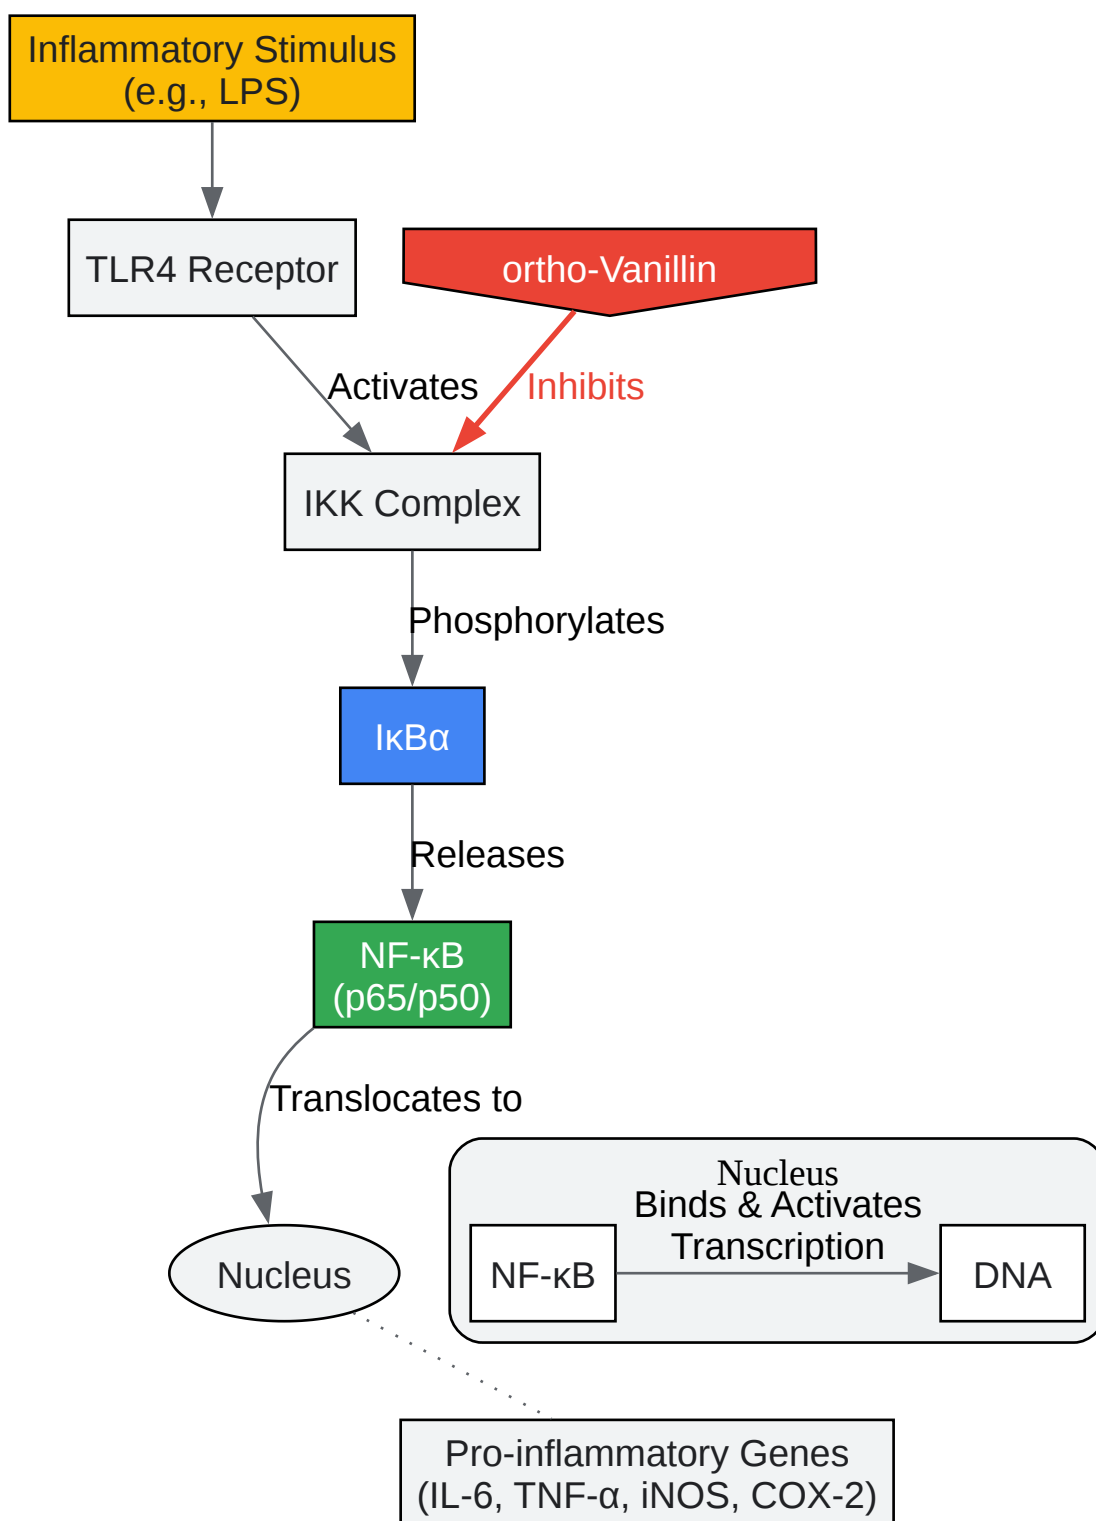 Inflammatory Stimulus
(e.g., LPS)
TLR4 Receptor
ortho-Vanillin
Activates
Inhibits
IKK Complex
Phosphorylates
IκBα
Releases
NF-κB
(p65/p50)
Translocates to
Nucleus
Binds & Activates
Transcription
NF-κB
DNA
Nucleus
Pro-inflammatory Genes
(IL-6, TNF-α, iNOS, COX-2)